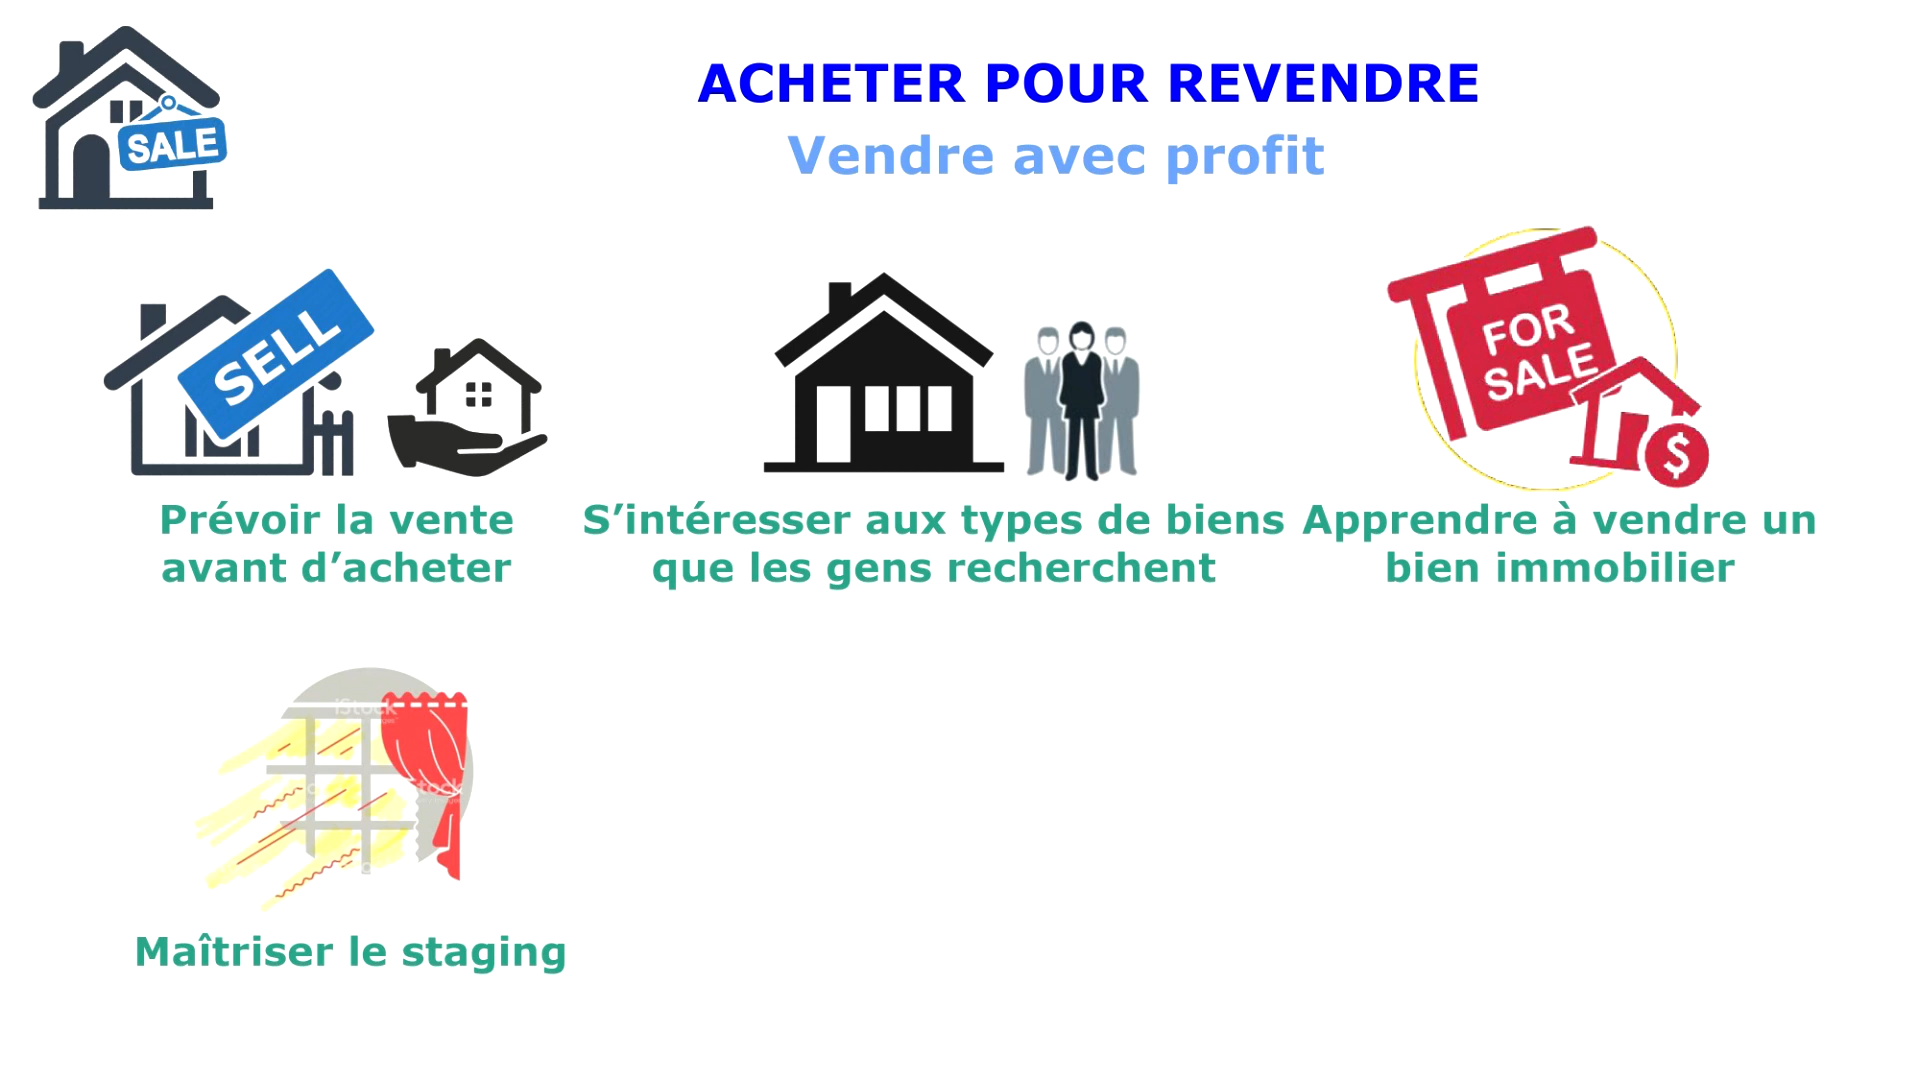 SALE
ACHETER POUR REVENDRE
Vendre avec profit
SELL
FOR
SALE
$
Prévoir la vente
avant d’acheter
S’intéresser aux types de biens
que les gens recherchent
Apprendre à vendre un
bien immobilier
iStock
Maîtriser le staging